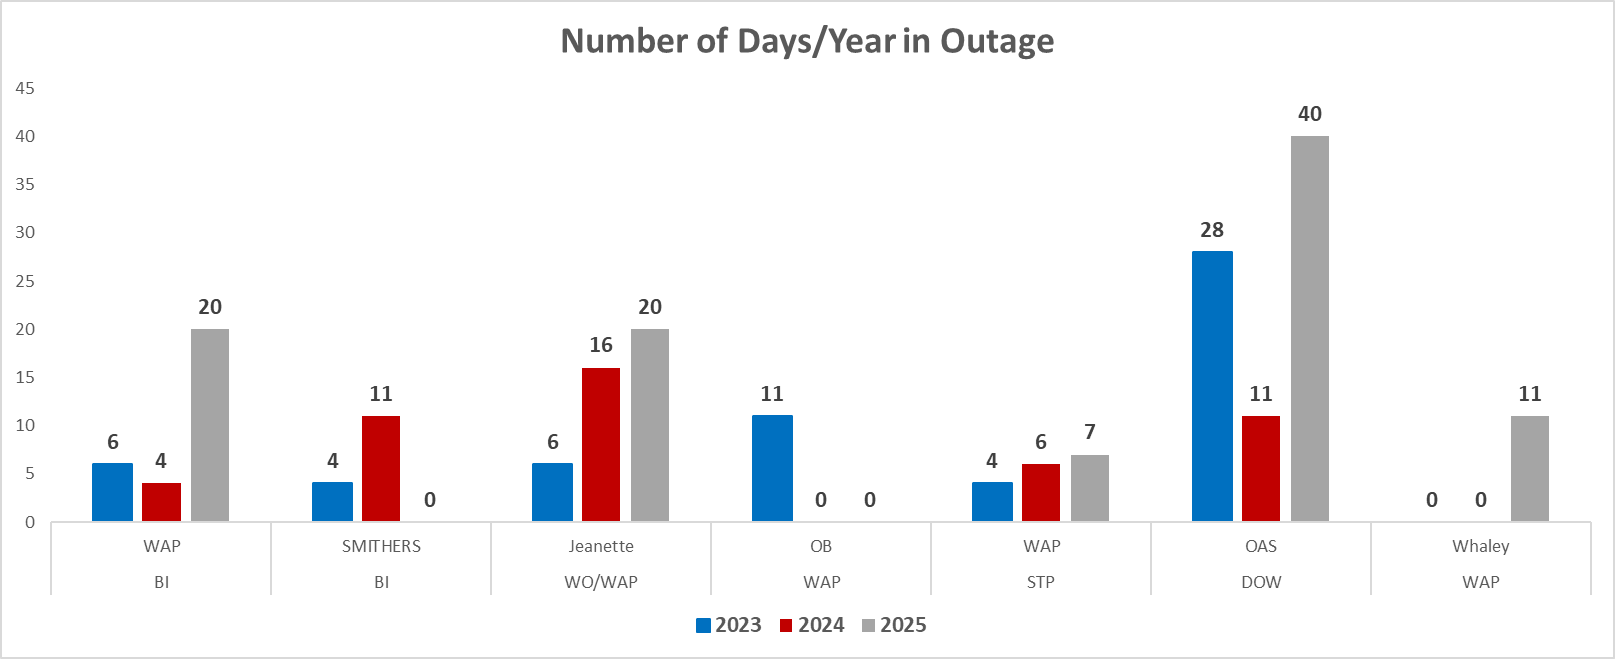 Number of Days/Year in Outage
45
40
35
30
25
20
15
10
5
0
6 4 20
4 11 0
6 16 20
11 0 0
4 6 7
28 11 40
0 0 11
WAP SMITHERS Jeanette OB WAP OAS Whaley
BI BI WO/WAP WAP STP DOW WAP
2023 2024 2025